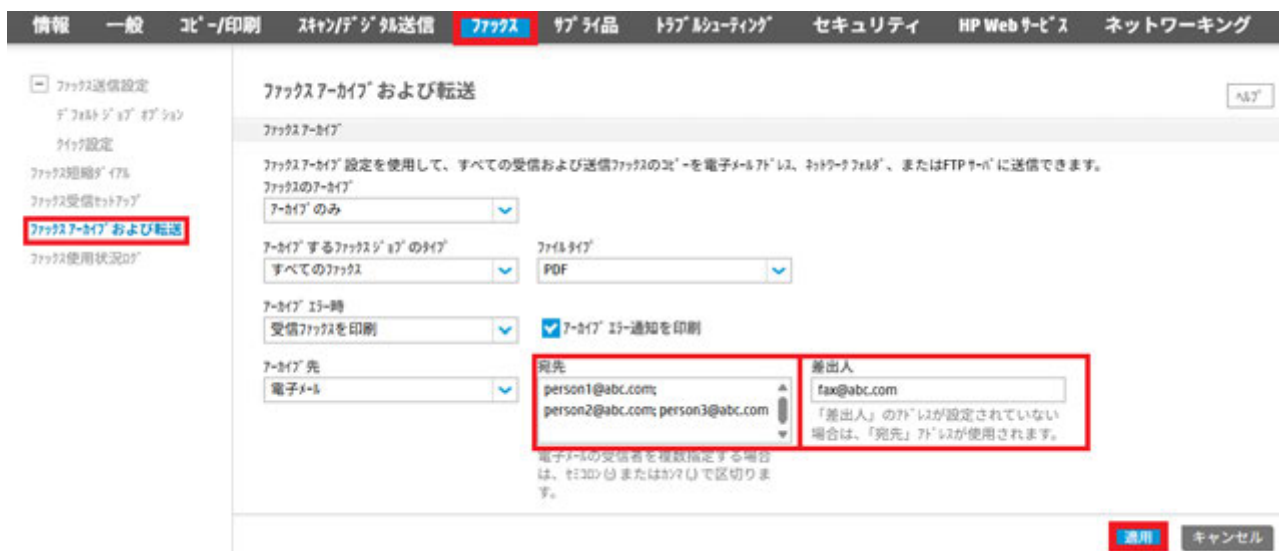 情報 一般 コピー/印刷 スキャン/デジタル送信 ファックス サプライ品 トラブルシューティング セキュリティ HP Web サービス ネットワーキング
ファックス送信設定
デフォルト ジョブ オプション
クイック設定
ファックス短縮ダイアル
ファックス受信セットアップ
ファックス アーカイブおよび転送
ファックス使用状況ログ
ファックス アーカイブおよび転送
ヘルプ
ファックス アーカイブ
ファックス アーカイブ設定を使用して、すべての受信および送信ファックスのコピーを電子メール アドレス、ネットワーク フォルダ、またはFTP サーバに送信できます。
ファックスのアーカイブ
アーカイブのみ
アーカイブするファックス ジョブのタイプ ファイル タイプ
すべてのファックス PDF
アーカイブ エラー時
受信ファックスを印刷 アーカイブ エラー通知を印刷
アーカイブ先 宛先 差出人
電子メール person1@abc.com; fax@abc.com
person2@abc.com; person3@abc.com
「差出人」のアドレスが設定されていない
場合は、「宛先」アドレスが使用されます。
電子メールの受信者を複数指定する場合
は、セミコロン (;) またはカンマ (,) で区切りま
す。
適用 キャンセル